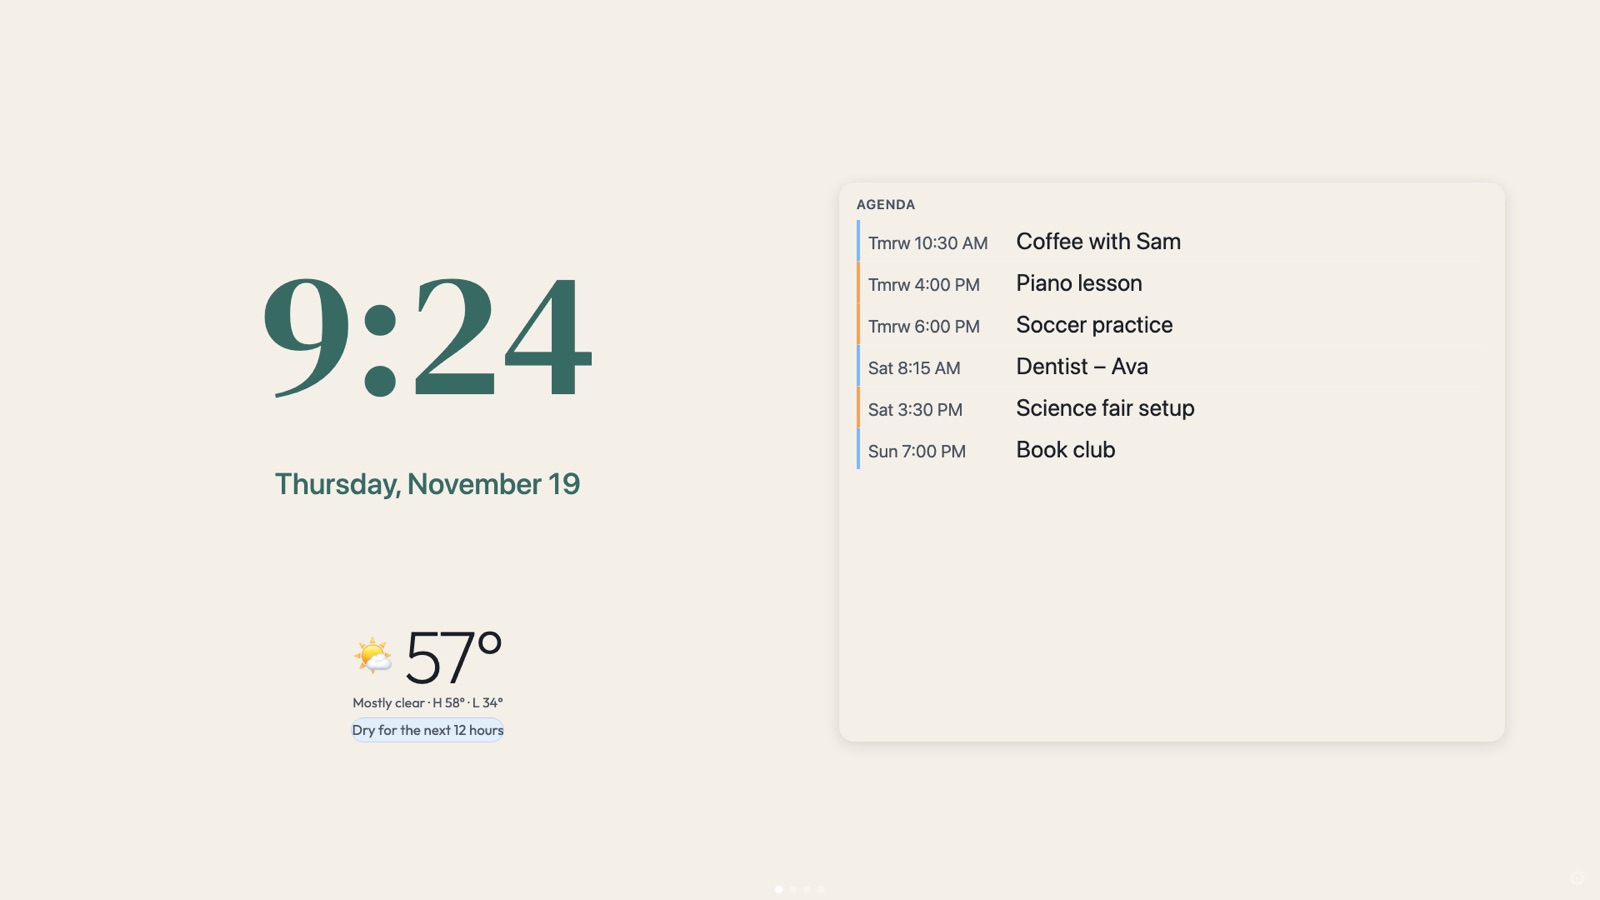 9:24
Thursday, November 19
57°
Mostly clear · H 58° · L 34°
Dry for the next 12 hours
AGENDA
Tmrw 10:30 AM Coffee with Sam
Tmrw 4:00 PM Piano lesson
Tmrw 6:00 PM Soccer practice
Sat 8:15 AM Dentist – Ava
Sat 3:30 PM Science fair setup
Sun 7:00 PM Book club